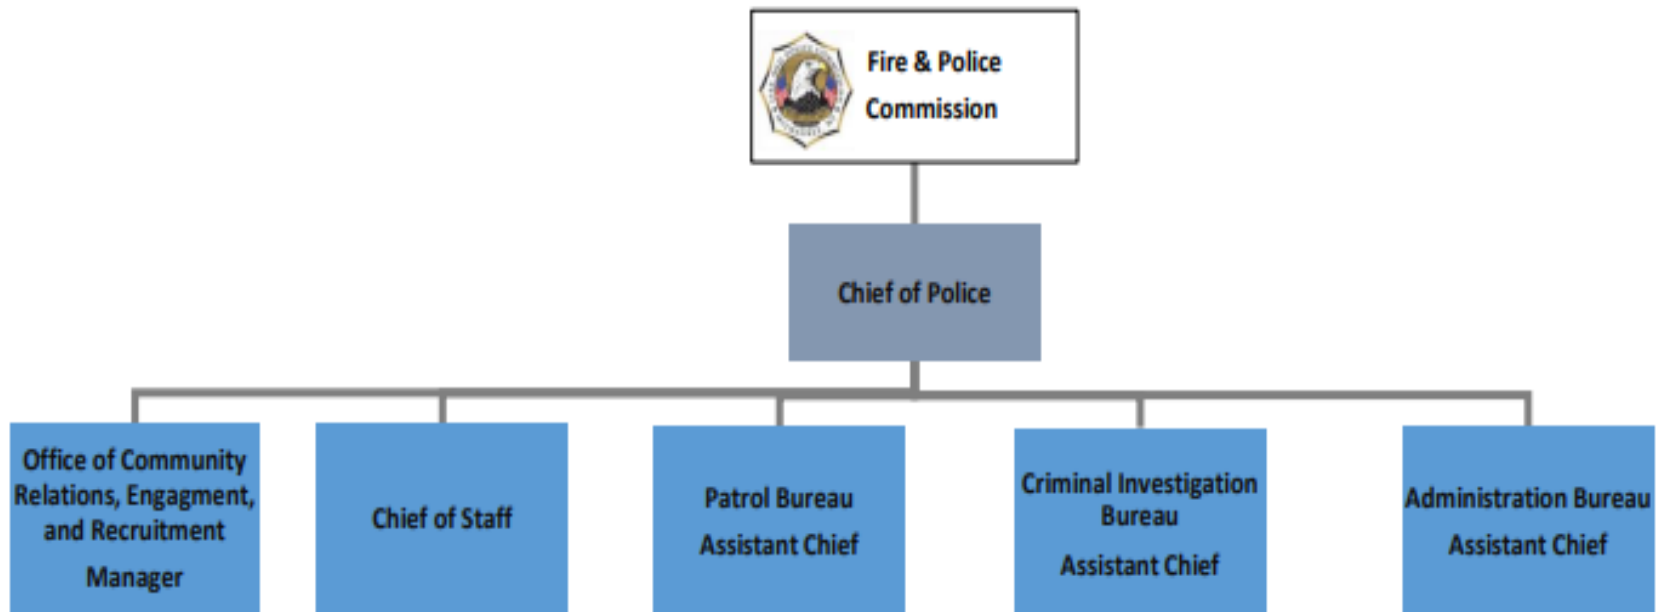 Fire & Police
Commission
Chief of Police
Office of Community
Relations, Engagment,
and Recruitment
Manager
Chief of Staff
Patrol Bureau
Assistant Chief
Criminal Investigation
Bureau
Assistant Chief
Administration Bureau
Assistant Chief